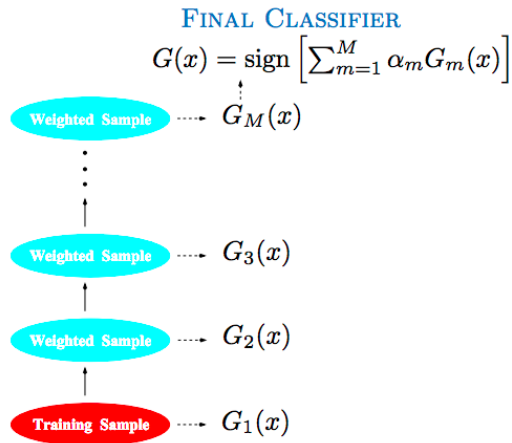 FINAL CLASSIFIER
G(x) = sign [∑_{m=1}^{M} α_m G_m(x)]
Weighted Sample G_M(x)
Weighted Sample G_3(x)
Weighted Sample G_2(x)
Training Sample G_1(x)